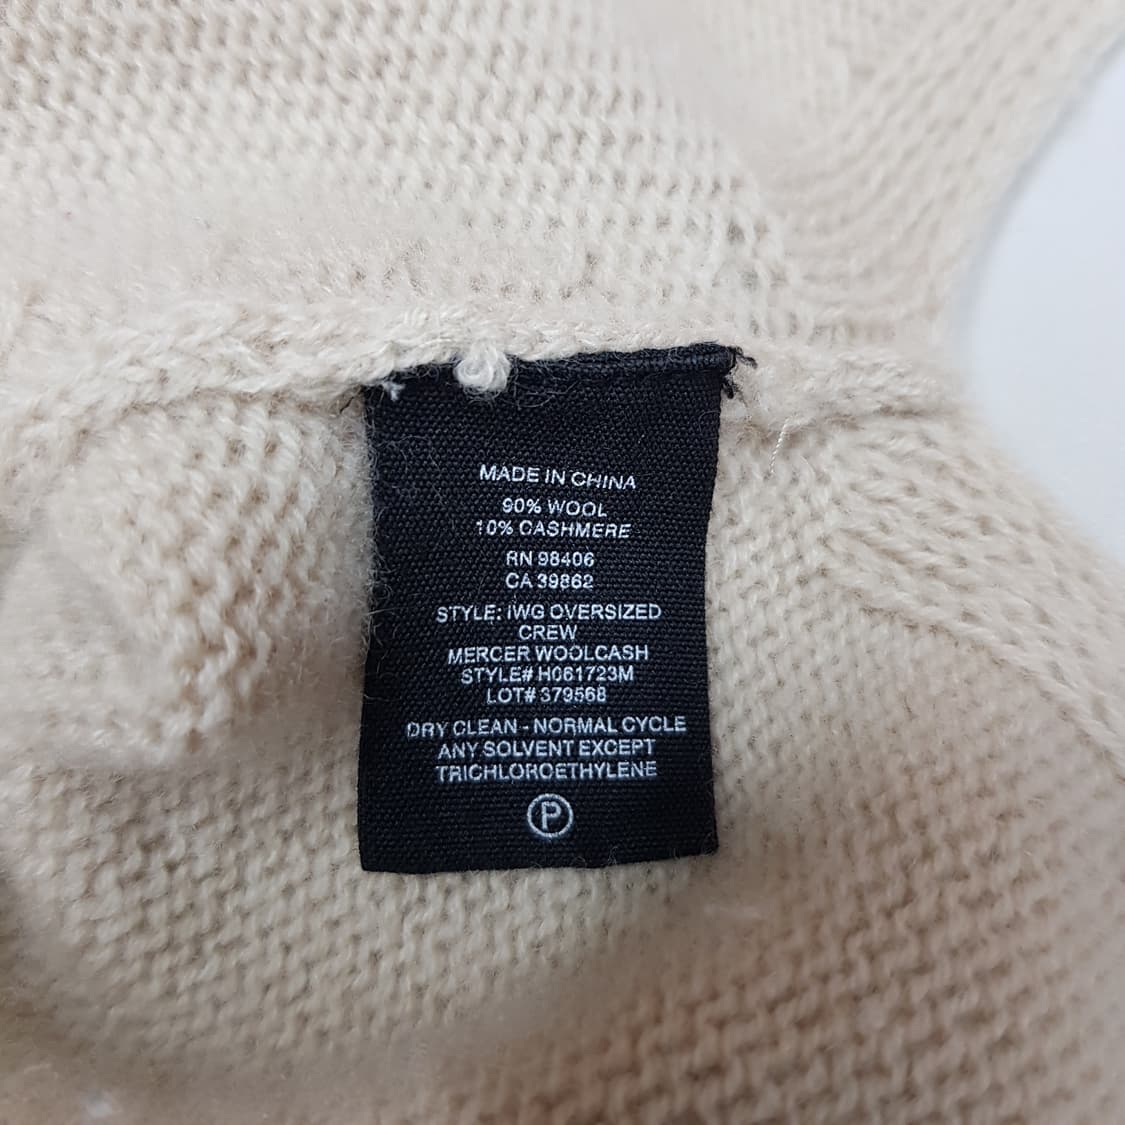 MADE IN CHINA
90% WOOL
10% CASHMERE
RN 98406
CA 39862
STYLE: IWG OVERSIZED
CREW
MERCER WOOLCASH
STYLE# H061723M
LOT# 379568
DRY CLEAN - NORMAL CYCLE
ANY SOLVENT EXCEPT
TRICHLOROETHYLENE
P